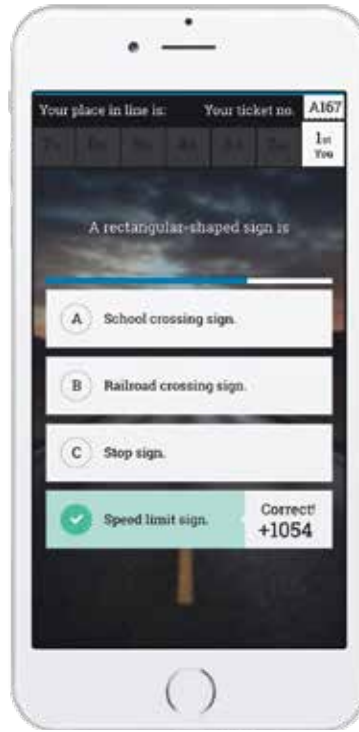 Your place in line is: Your ticket no. A167
1st
You
A rectangular-shaped sign is
A School crossing sign.
B Railroad crossing sign.
C Stop sign.
Speed limit sign. Correct!
+1054